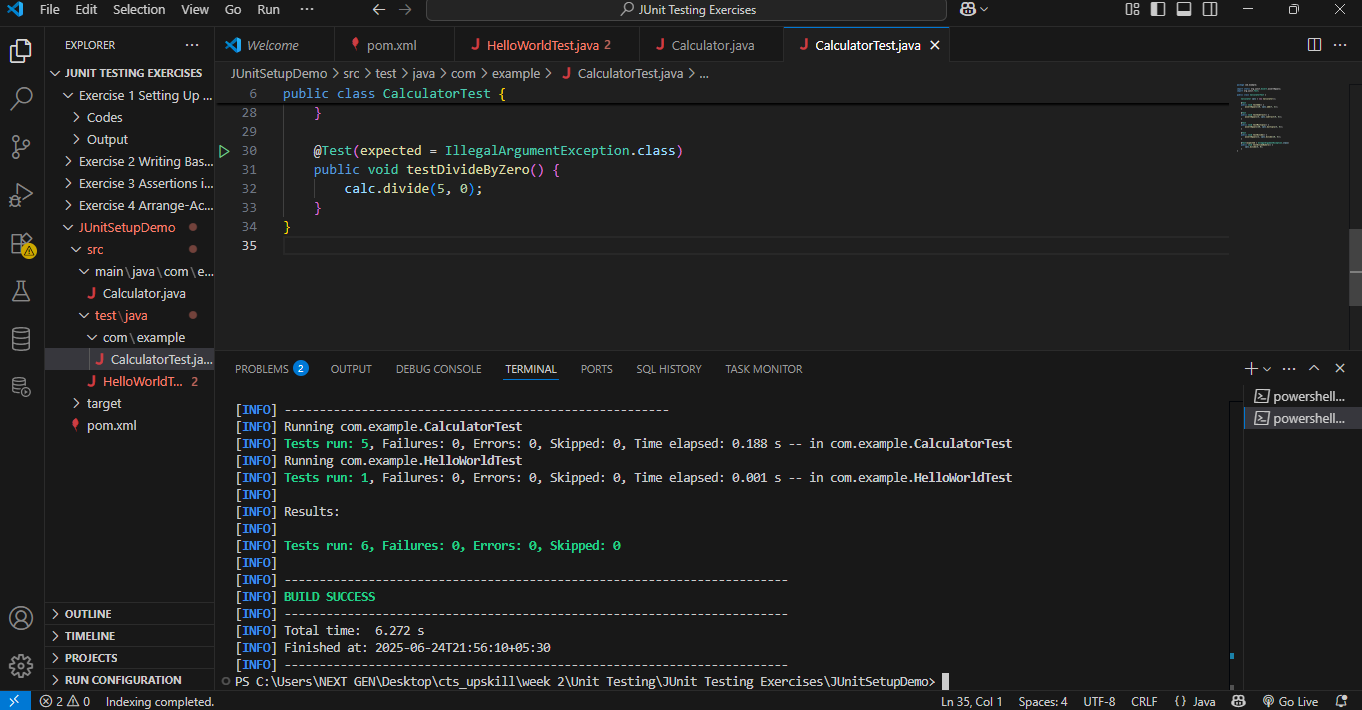 File Edit Selection View Go Run ··· JUnit Testing Exercises
EXPLORER ···
JUNIT TESTING EXERCISES
Exercise 1 Setting Up ...
Codes
Output
Exercise 2 Writing Bas...
Exercise 3 Assertions i...
Exercise 4 Arrange-Ac...
JUnitSetupDemo
src
main\java\com\e...
Calculator.java
test\java
com\example
CalculatorTest.ja...
HelloWorldT... 2
target
pom.xml
OUTLINE
TIMELINE
PROJECTS
RUN CONFIGURATION
Welcome pom.xml HelloWorldTest.java 2 Calculator.java CalculatorTest.java
JUnitSetupDemo > src > test > java > com > example > CalculatorTest.java > ...
6 public class CalculatorTest {
28 }
29
30 @Test(expected = IllegalArgumentException.class)
31 public void testDivideByZero() {
32 calc.divide(5, 0);
33 }
34 }
35
PROBLEMS 2 OUTPUT DEBUG CONSOLE TERMINAL PORTS SQL HISTORY TASK MONITOR
[INFO] -------------------------------------------------------
[INFO] Running com.example.CalculatorTest
[INFO] Tests run: 5, Failures: 0, Errors: 0, Skipped: 0, Time elapsed: 0.188 s -- in com.example.CalculatorTest
[INFO] Running com.example.HelloWorldTest
[INFO] Tests run: 1, Failures: 0, Errors: 0, Skipped: 0, Time elapsed: 0.001 s -- in com.example.HelloWorldTest
[INFO]
[INFO] Results:
[INFO]
[INFO] Tests run: 6, Failures: 0, Errors: 0, Skipped: 0
[INFO]
[INFO] ------------------------------------------------------------------------
[INFO] BUILD SUCCESS
[INFO] ------------------------------------------------------------------------
[INFO] Total time:  6.272 s
[INFO] Finished at: 2025-06-24T21:56:10+05:30
[INFO] ------------------------------------------------------------------------
PS C:\Users\NEXT GEN\Desktop\cts_upskill\week 2\Unit Testing\JUnit Testing Exercises\JUnitSetupDemo>
powershell...
powershell...
2 0 Indexing completed. Ln 35, Col 1 Spaces: 4 UTF-8 CRLF {} Java Go Live